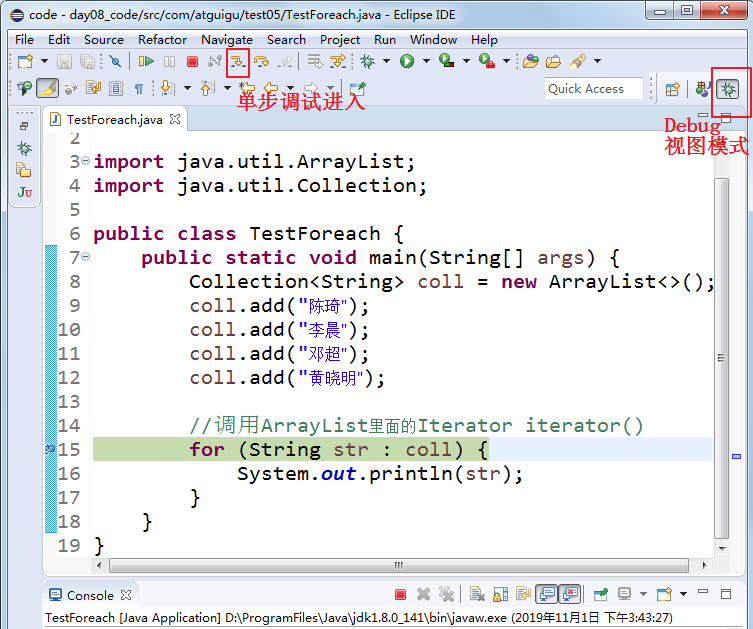 code - day08_code/src/com/atguigu/test05/TestForeach.java - Eclipse IDE
File Edit Source Refactor Navigate Search Project Run Window Help
单步调试进入
Quick Access
Debug
视图模式
TestForeach.java
2
3 import java.util.ArrayList;
4 import java.util.Collection;
5
6 public class TestForeach {
7 public static void main(String[] args) {
8 Collection<String> coll = new ArrayList<>();
9 coll.add("陈琦");
10 coll.add("李晨");
11 coll.add("邓超");
12 coll.add("黄晓明");
13
14 //调用ArrayList里面的Iterator iterator()
15 for (String str : coll) {
16 System.out.println(str);
17 }
18 }
19 }
Ju
Console
TestForeach [Java Application] D:\ProgramFiles\Java\jdk1.8.0_141\bin\javaw.exe (2019年11月1日 下午3:43:27)